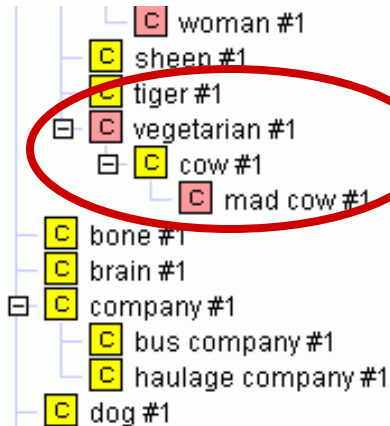 C woman #1
C sheep #1
C tiger #1
C vegetarian #1
C cow #1
C mad cow #1
C bone #1
C brain #1
C company #1
C bus company #1
C haulage company #1
C dog #1